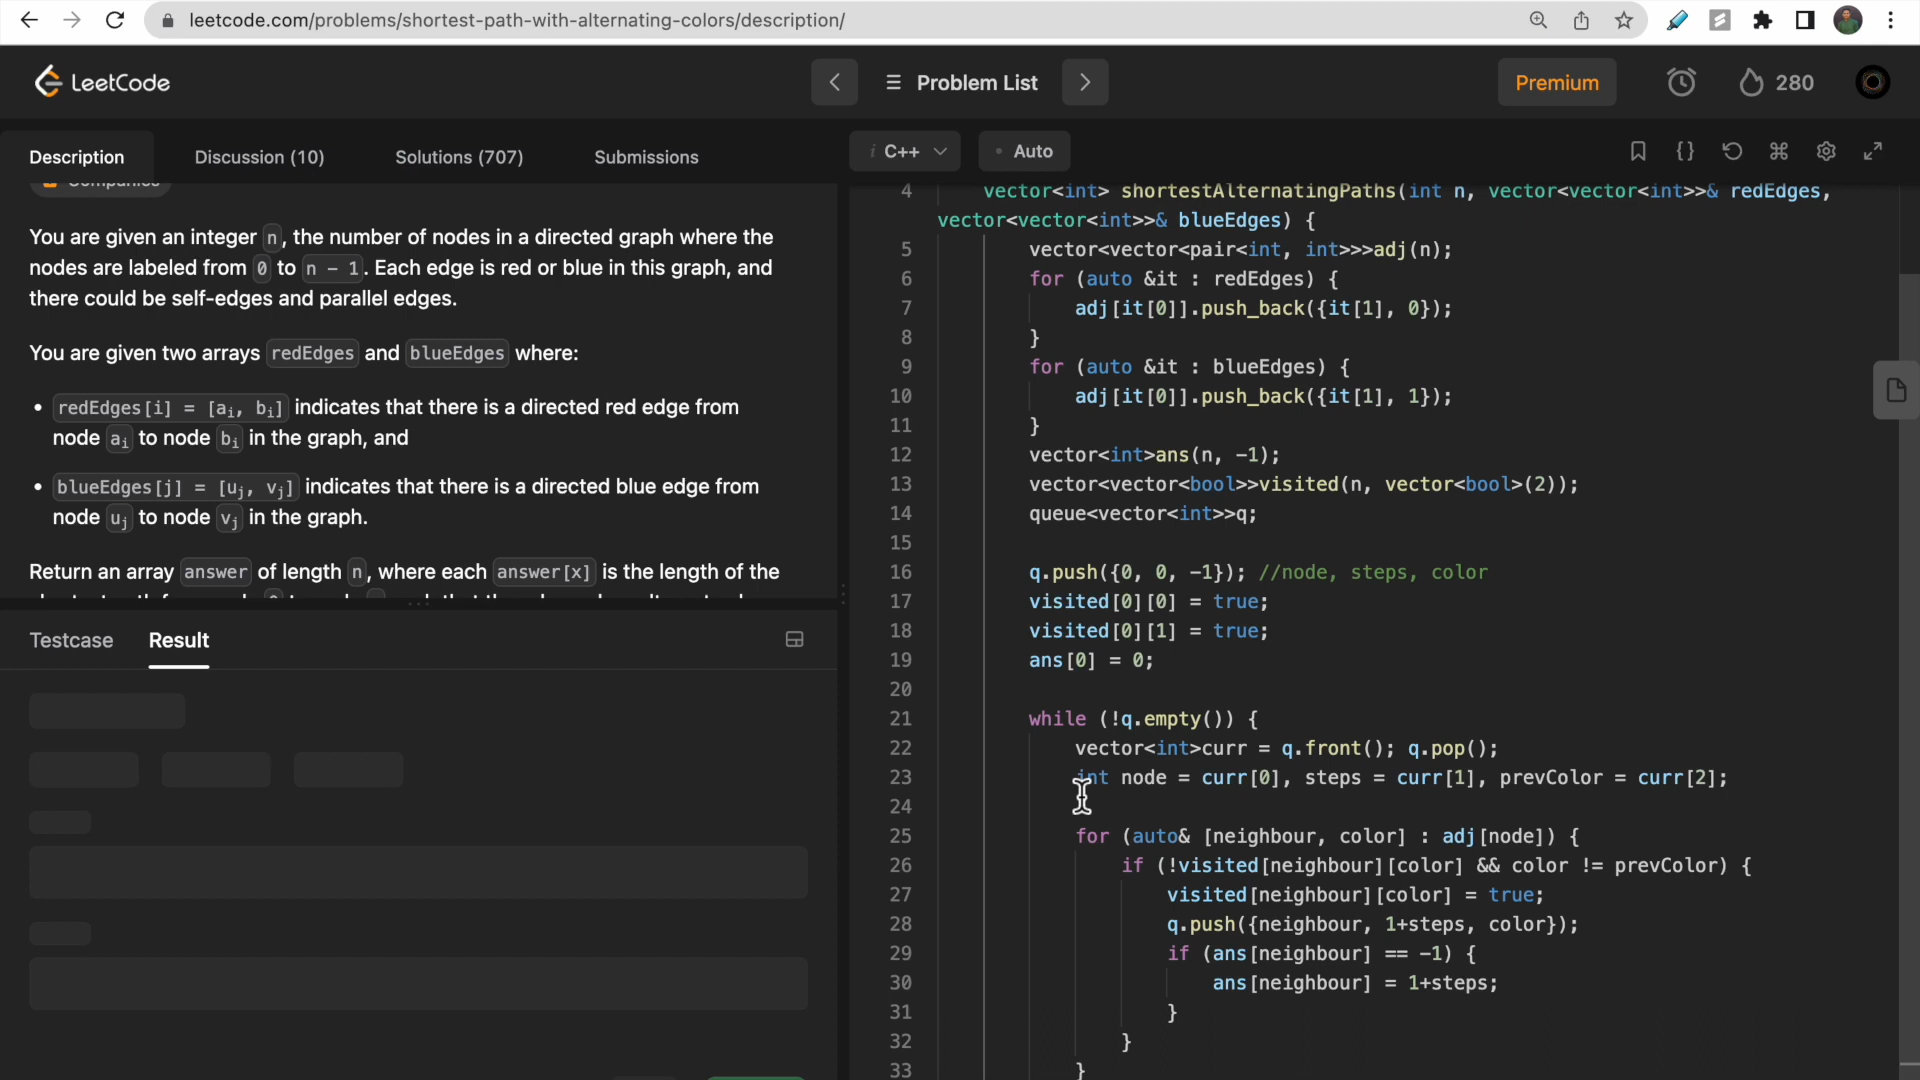 leetcode.com/problems/shortest-path-with-alternating-colors/description/
LeetCode
Problem List
Premium
280
Description
Discussion (10)
Solutions (707)
Submissions
Companies
You are given an integer n, the number of nodes in a directed graph where the
nodes are labeled from 0 to n - 1. Each edge is red or blue in this graph, and
there could be self-edges and parallel edges.
You are given two arrays redEdges and blueEdges where:
• redEdges[i] = [ai, bi] indicates that there is a directed red edge from
node ai to node bi in the graph, and
• blueEdges[j] = [uj, vj] indicates that there is a directed blue edge from
node uj to node vj in the graph.
Return an array answer of length n, where each answer[x] is the length of the
Testcase
Result
i C++
• Auto
4 vector<int> shortestAlternatingPaths(int n, vector<vector<int>>& redEdges,
vector<vector<int>>& blueEdges) {
5 vector<vector<pair<int, int>>>adj(n);
6 for (auto &it : redEdges) {
7 adj[it[0]].push_back({it[1], 0});
8 }
9 for (auto &it : blueEdges) {
10 adj[it[0]].push_back({it[1], 1});
11 }
12 vector<int>ans(n, -1);
13 vector<vector<bool>>visited(n, vector<bool>(2));
14 queue<vector<int>>q;
15
16 q.push({0, 0, -1}); //node, steps, color
17 visited[0][0] = true;
18 visited[0][1] = true;
19 ans[0] = 0;
20
21 while (!q.empty()) {
22 vector<int>curr = q.front(); q.pop();
23 int node = curr[0], steps = curr[1], prevColor = curr[2];
24
25 for (auto& [neighbour, color] : adj[node]) {
26 if (!visited[neighbour][color] && color != prevColor) {
27 visited[neighbour][color] = true;
28 q.push({neighbour, 1+steps, color});
29 if (ans[neighbour] == -1) {
30 ans[neighbour] = 1+steps;
31 }
32 }
33 }